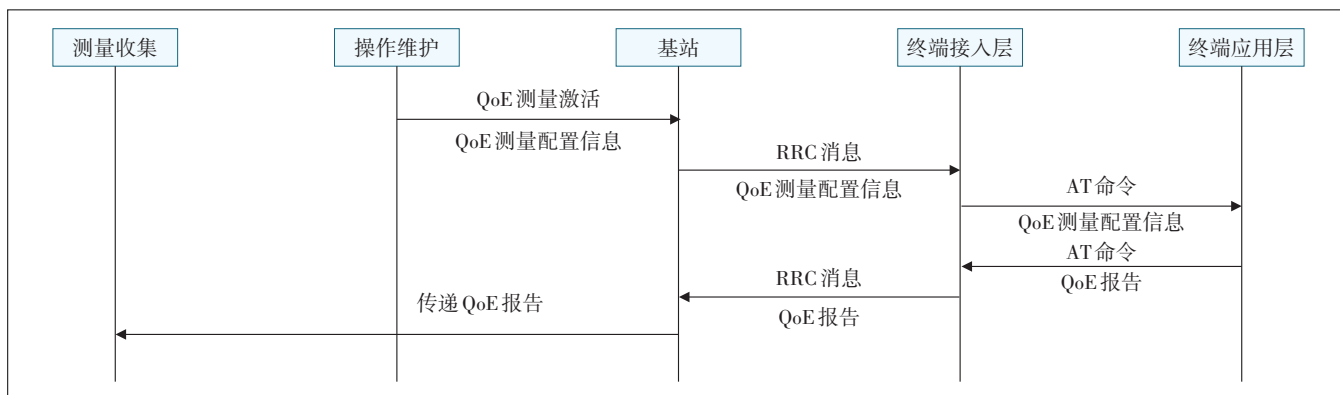 测量收集 操作维护 基站 终端接入层 终端应用层
QoE测量激活
QoE测量配置信息
RRC消息
QoE测量配置信息
AT命令
QoE测量配置信息
AT命令
QoE报告
RRC消息
QoE报告
传递QoE报告